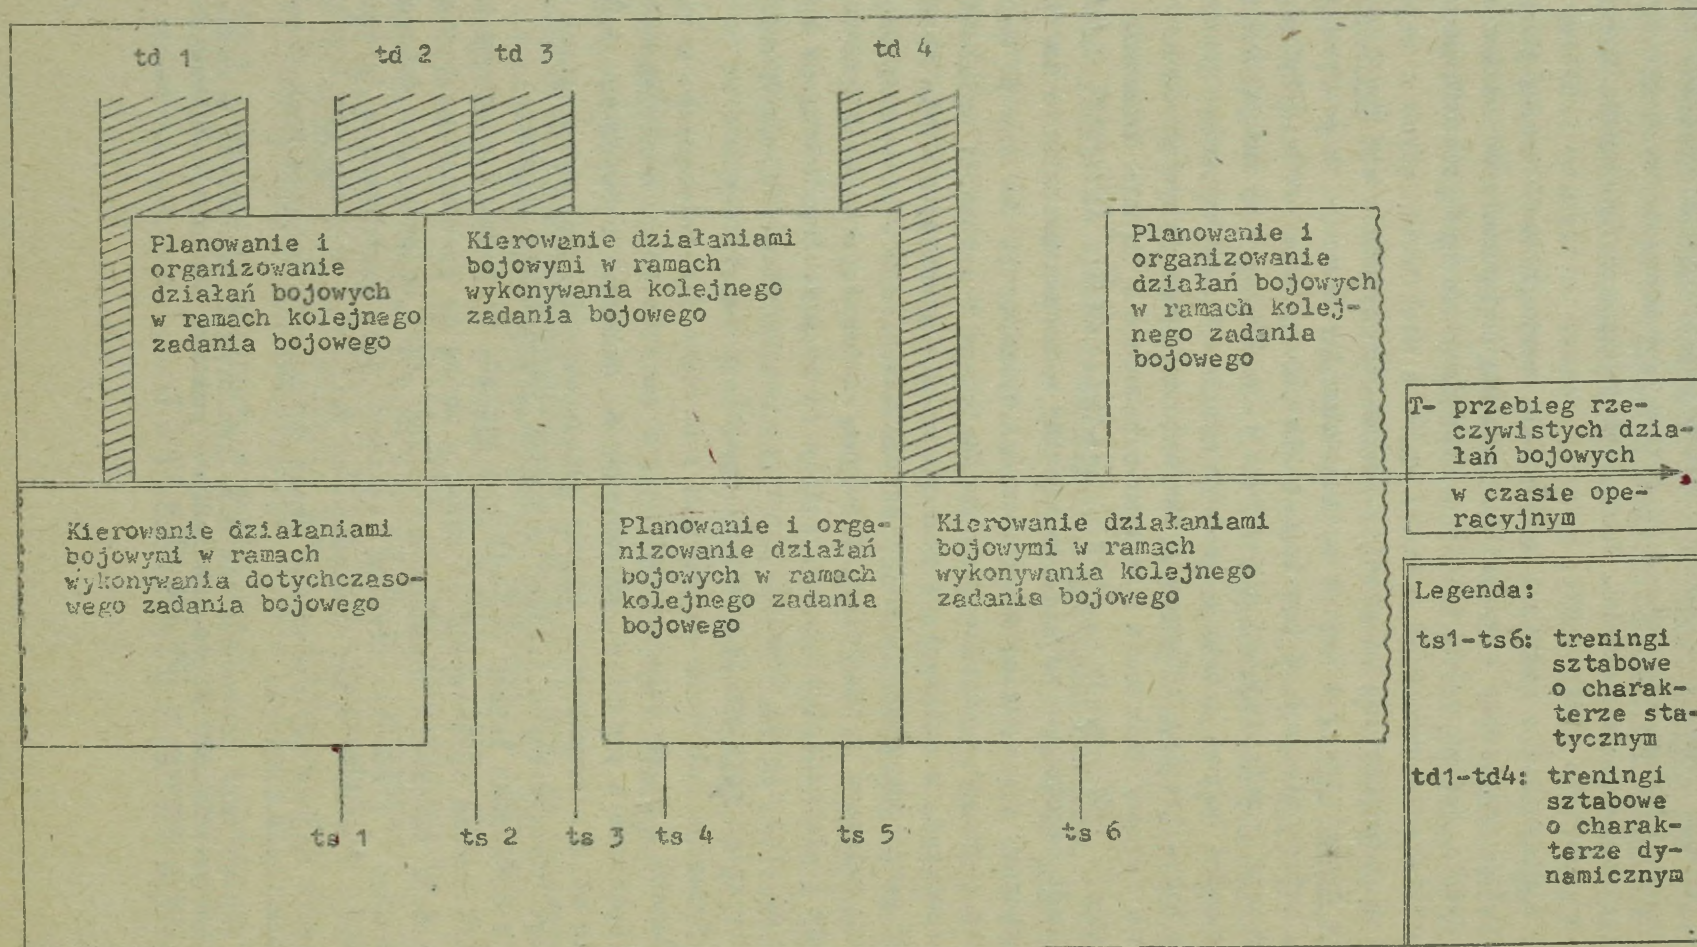 td 1 td 2 td 3 td 4
Planowanie i
organizowanie
działań bojowych
w ramach kolejnego
zadania bojowego
Kierowanie działaniami
bojowymi w ramach
wykonywania kolejnego
zadania bojowego
Planowanie i
organizowanie
działań bojowych
w ramach kolej-
nego zadania
bojowego
T- przebieg rze-
czywistych dzia-
łań bojowych
w czasie ope-
racyjnym
Kierowanie działaniami
bojowymi w ramach
wykonywania dotychczaso-
wego zadania bojowego
Planowanie i orga-
nizowanie działań
bojowych w ramach
kolejnego zadania
bojowego
Kierowanie działaniami
bojowymi w ramach
wykonywania kolejnego
zadania bojowego
ts 1 ts 2 ts 3 ts 4 ts 5 ts 6
Legenda:
ts1-ts6: treningi
sztabowe
o charak-
terze sta-
tycznym
td1-td4: treningi
sztabowe
o charak-
terze dy-
namicznym